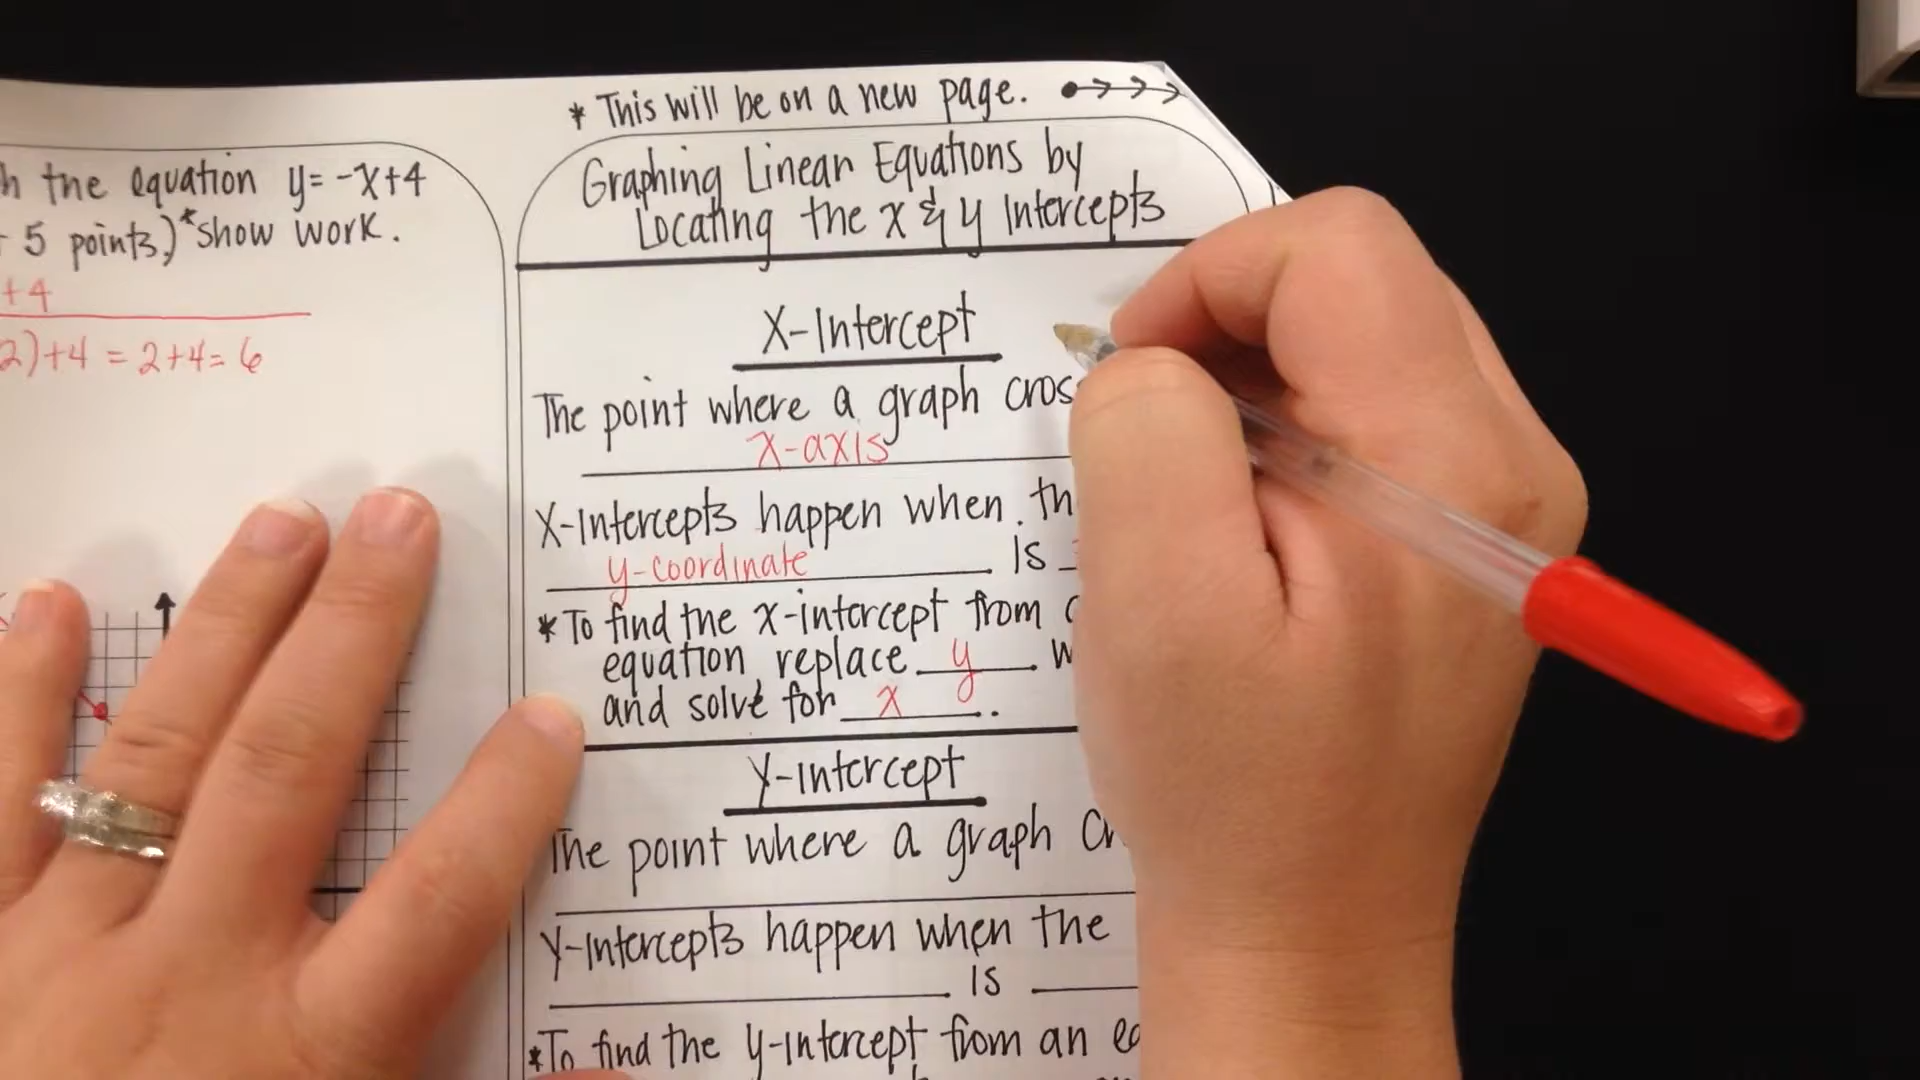 h the equation y= -x+4
5 points.) *show work.
+4
2)+4 = 2+4= 6
* This will be on a new page.
Graphing Linear Equations by
Locating the x & y Intercepts
X-Intercept
The point where a graph cros
x-axis
X-Intercepts happen when th
y-coordinate is
*To find the x-intercept from
equation, replace y w
and solve for x.
Y-intercept
The point where a graph cr
Y-Intercepts happen when the
is
*To find the y-intercept from an eq